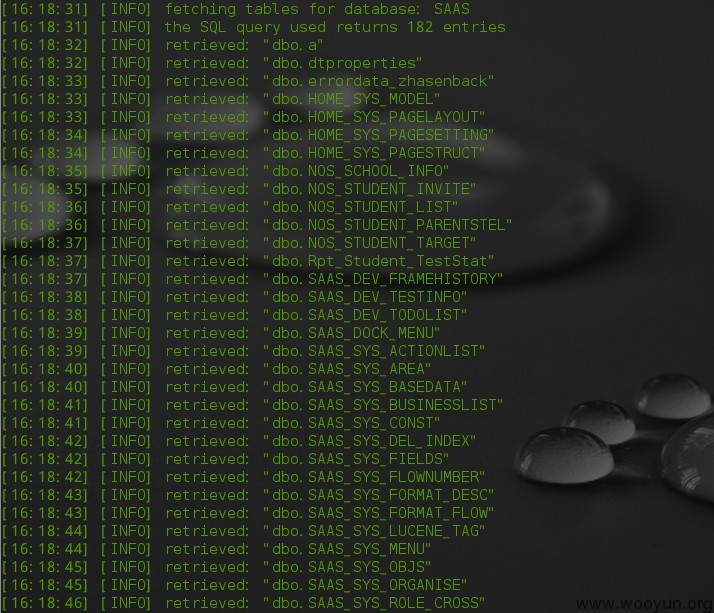 [16:18:31] [INFO] fetching tables for database: SAAS
[16:18:31] [INFO] the SQL query used returns 182 entries
[16:18:32] [INFO] retrieved: "dbo.a"
[16:18:32] [INFO] retrieved: "dbo.dtproperties"
[16:18:33] [INFO] retrieved: "dbo.errordata_zhasenback"
[16:18:33] [INFO] retrieved: "dbo.HOME_SYS_MODEL"
[16:18:33] [INFO] retrieved: "dbo.HOME_SYS_PAGELAYOUT"
[16:18:34] [INFO] retrieved: "dbo.HOME_SYS_PAGESETTING"
[16:18:34] [INFO] retrieved: "dbo.HOME_SYS_PAGESTRUCT"
[16:18:35] [INFO] retrieved: "dbo.NOS_SCHOOL_INFO"
[16:18:35] [INFO] retrieved: "dbo.NOS_STUDENT_INVITE"
[16:18:36] [INFO] retrieved: "dbo.NOS_STUDENT_LIST"
[16:18:36] [INFO] retrieved: "dbo.NOS_STUDENT_PARENTSTEL"
[16:18:37] [INFO] retrieved: "dbo.NOS_STUDENT_TARGET"
[16:18:37] [INFO] retrieved: "dbo.Rpt_Student_TestStat"
[16:18:37] [INFO] retrieved: "dbo.SAAS_DEV_FRAMEHISTORY"
[16:18:38] [INFO] retrieved: "dbo.SAAS_DEV_TESTINFO"
[16:18:38] [INFO] retrieved: "dbo.SAAS_DEV_TODOLIST"
[16:18:39] [INFO] retrieved: "dbo.SAAS_DOCK_MENU"
[16:18:39] [INFO] retrieved: "dbo.SAAS_SYS_ACTIONLIST"
[16:18:40] [INFO] retrieved: "dbo.SAAS_SYS_AREA"
[16:18:40] [INFO] retrieved: "dbo.SAAS_SYS_BASEDATA"
[16:18:41] [INFO] retrieved: "dbo.SAAS_SYS_BUSINESSLIST"
[16:18:41] [INFO] retrieved: "dbo.SAAS_SYS_CONST"
[16:18:42] [INFO] retrieved: "dbo.SAAS_SYS_DEL_INDEX"
[16:18:42] [INFO] retrieved: "dbo.SAAS_SYS_FIELDS"
[16:18:42] [INFO] retrieved: "dbo.SAAS_SYS_FLOWNUMBER"
[16:18:43] [INFO] retrieved: "dbo.SAAS_SYS_FORMAT_DESC"
[16:18:43] [INFO] retrieved: "dbo.SAAS_SYS_FORMAT_FLOW"
[16:18:44] [INFO] retrieved: "dbo.SAAS_SYS_LUCENE_TAG"
[16:18:44] [INFO] retrieved: "dbo.SAAS_SYS_MENU"
[16:18:45] [INFO] retrieved: "dbo.SAAS_SYS_OBJS"
[16:18:45] [INFO] retrieved: "dbo.SAAS_SYS_ORGANISE"
[16:18:46] [INFO] retrieved: "dbo.SAAS_SYS_ROLE_CROSS"
www.wooyun.org